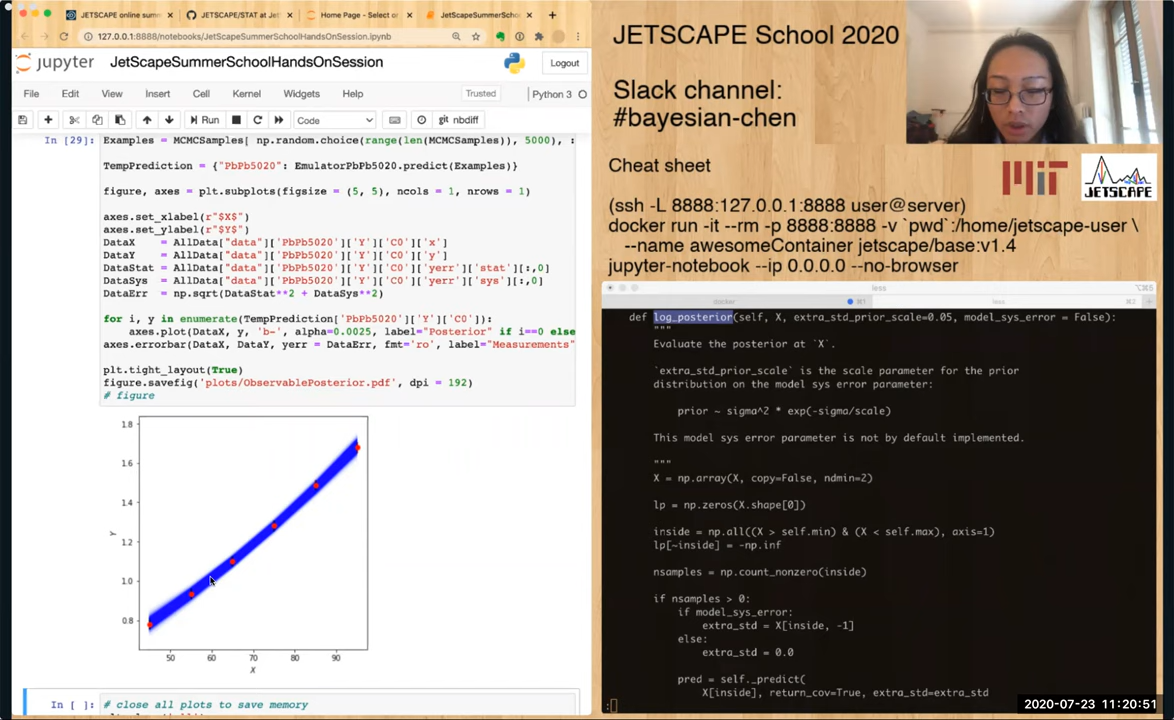 JETSCAPE online summ
JETSCAPE/STAT at Jet
Home Page - Select or
JetScapeSummerScho
127.0.0.1:8888/notebooks/JetScapeSummerSchoolHandsOnSession.ipynb
jupyter JetScapeSummerSchoolHandsOnSession
Logout
File Edit View Insert Cell Kernel Widgets Help
Trusted
Python 3
Run
Code
git nbdiff
In [29]:
Examples = MCMCSamples[ np.random.choice(range(len(MCMCSamples)), 5000), :
TempPrediction = {"PbPb5020": EmulatorPbPb5020.predict(Examples)}
figure, axes = plt.subplots(figsize = (5, 5), ncols = 1, nrows = 1)
axes.set_xlabel(r"$X$")
axes.set_ylabel(r"$Y$")
DataX = AllData["data"]['PbPb5020']['Y']['C0']['x']
DataY = AllData["data"]['PbPb5020']['Y']['C0']['y']
DataStat = AllData["data"]['PbPb5020']['Y']['C0']['yerr']['stat'][:,0]
DataSys = AllData["data"]['PbPb5020']['Y']['C0']['yerr']['sys'][:,0]
DataErr = np.sqrt(DataStat**2 + DataSys**2)
for i, y in enumerate(TempPrediction['PbPb5020']['Y']['C0']):
axes.plot(DataX, y, 'b-', alpha=0.0025, label="Posterior" if i==0 else
axes.errorbar(DataX, DataY, yerr = DataErr, fmt='ro', label="Measurements"
plt.tight_layout(True)
figure.savefig('plots/ObservablePosterior.pdf', dpi = 192)
# figure
1.8
1.6
1.4
1.2
1.0
0.8
Y
50 60 70 80 90
X
In [ ]:
# close all plots to save memory
JETSCAPE School 2020
Slack channel:
#bayesian-chen
Cheat sheet
MIT
JETSCAPE
(ssh -L 8888:127.0.0.1:8888 user@server)
docker run -it --rm -p 8888:8888 -v `pwd`:/home/jetscape-user \
--name awesomeContainer jetscape/base:v1.4
jupyter-notebook --ip 0.0.0.0 --no-browser
less
⌥⌘5
docker
⌘1
less
⌘2
def log_posterior(self, X, extra_std_prior_scale=0.05, model_sys_error = False):
"""
Evaluate the posterior at `X`.
`extra_std_prior_scale` is the scale parameter for the prior
distribution on the model sys error parameter:
prior ~ sigma^2 * exp(-sigma/scale)
This model sys error parameter is not by default implemented.
"""
X = np.array(X, copy=False, ndmin=2)
lp = np.zeros(X.shape[0])
inside = np.all((X > self.min) & (X < self.max), axis=1)
lp[~inside] = -np.inf
nsamples = np.count_nonzero(inside)
if nsamples > 0:
if model_sys_error:
extra_std = X[inside, -1]
else:
extra_std = 0.0
pred = self._predict(
X[inside], return_cov=True, extra_std=extra_std
:
2020-07-23 11:20:51